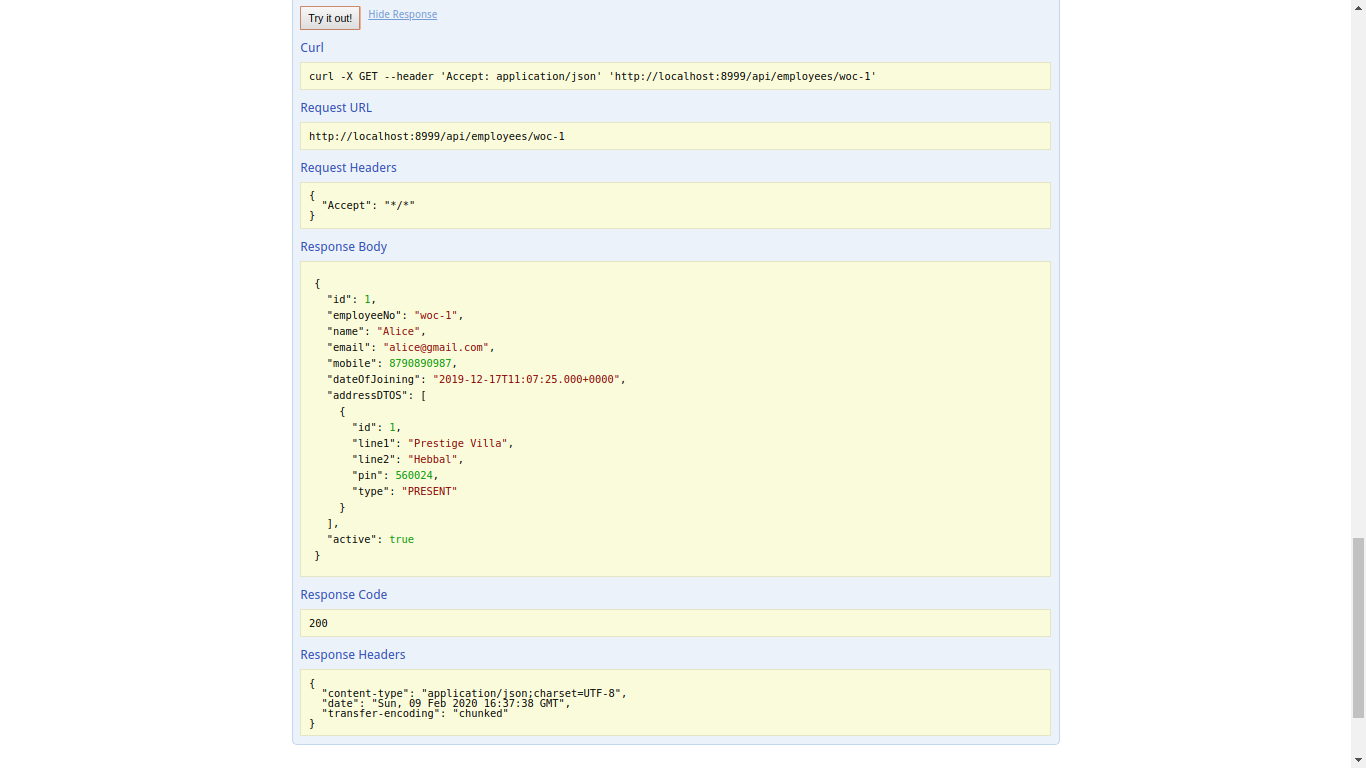 Try it out! Hide Response
Curl
curl -X GET --header 'Accept: application/json' 'http://localhost:8999/api/employees/woc-1'
Request URL
http://localhost:8999/api/employees/woc-1
Request Headers
{
  "Accept": "*/*"
}
Response Body
{
  "id": 1,
  "employeeNo": "woc-1",
  "name": "Alice",
  "email": "alice@gmail.com",
  "mobile": 8790890987,
  "dateOfJoining": "2019-12-17T11:07:25.000+0000",
  "addressDTOS": [
    {
      "id": 1,
      "line1": "Prestige Villa",
      "line2": "Hebbal",
      "pin": 560024,
      "type": "PRESENT"
    }
  ],
  "active": true
}
Response Code
200
Response Headers
{
  "content-type": "application/json;charset=UTF-8",
  "date": "Sun, 09 Feb 2020 16:37:38 GMT",
  "transfer-encoding": "chunked"
}